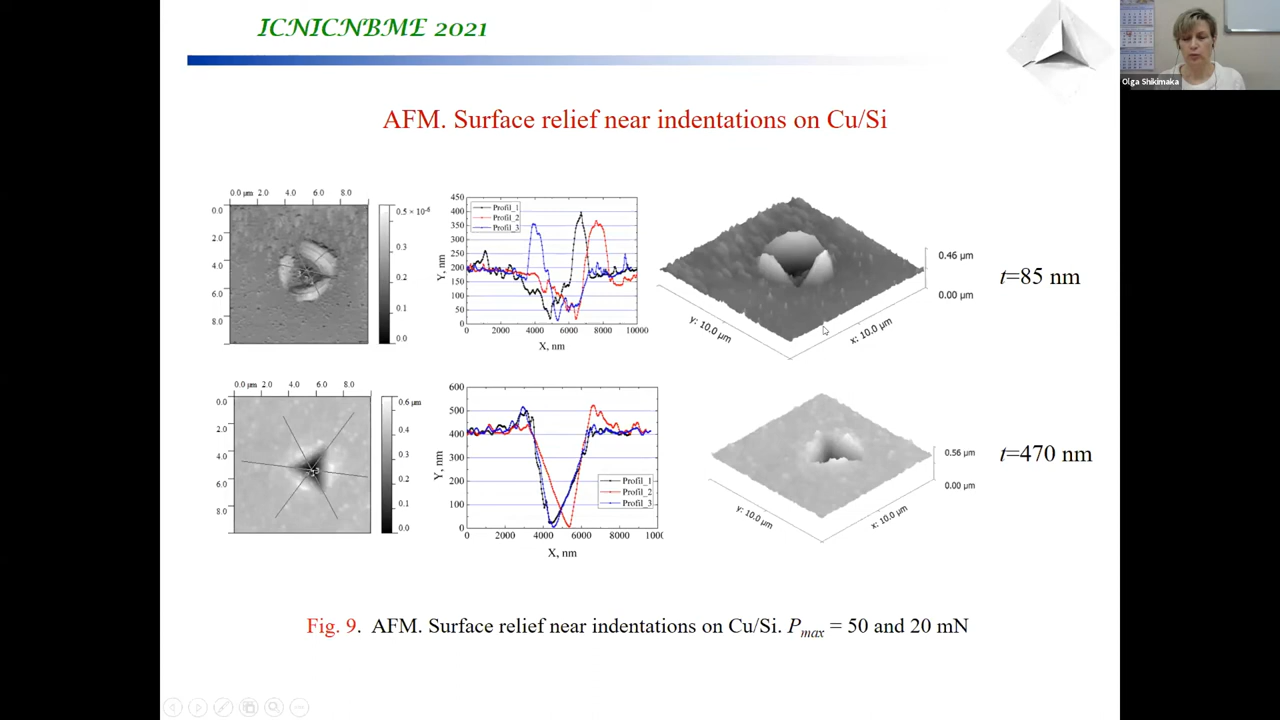 ICNICNBME 2021
Olga Shikimaka
AFM. Surface relief near indentations on Cu/Si
0.0 µm 2.0 4.0 6.0 8.0
0.0
2.0
4.0
6.0
8.0
0.5 × 10⁻⁶
0.3
0.2
0.1
0.0
450
400
350
300
250
200
150
100
50
0
Y, nm
Profil_1
Profil_2
Profil_3
0 2000 4000 6000 8000 10000
X, nm
0.46 µm
0.00 µm
y: 10.0 µm
x: 10.0 µm
t=85 nm
0.0 µm 2.0 4.0 6.0 8.0
0.0
2.0
4.0
6.0
8.0
0.6 µm
0.4
0.3
0.2
0.1
0.0
600
500
400
300
200
100
0
Y, nm
Profil_1
Profil_2
Profil_3
0 2000 4000 6000 8000 1000
X, nm
0.56 µm
0.00 µm
y: 10.0 µm
x: 10.0 µm
t=470 nm
Fig. 9. AFM. Surface relief near indentations on Cu/Si. Pmax = 50 and 20 mN